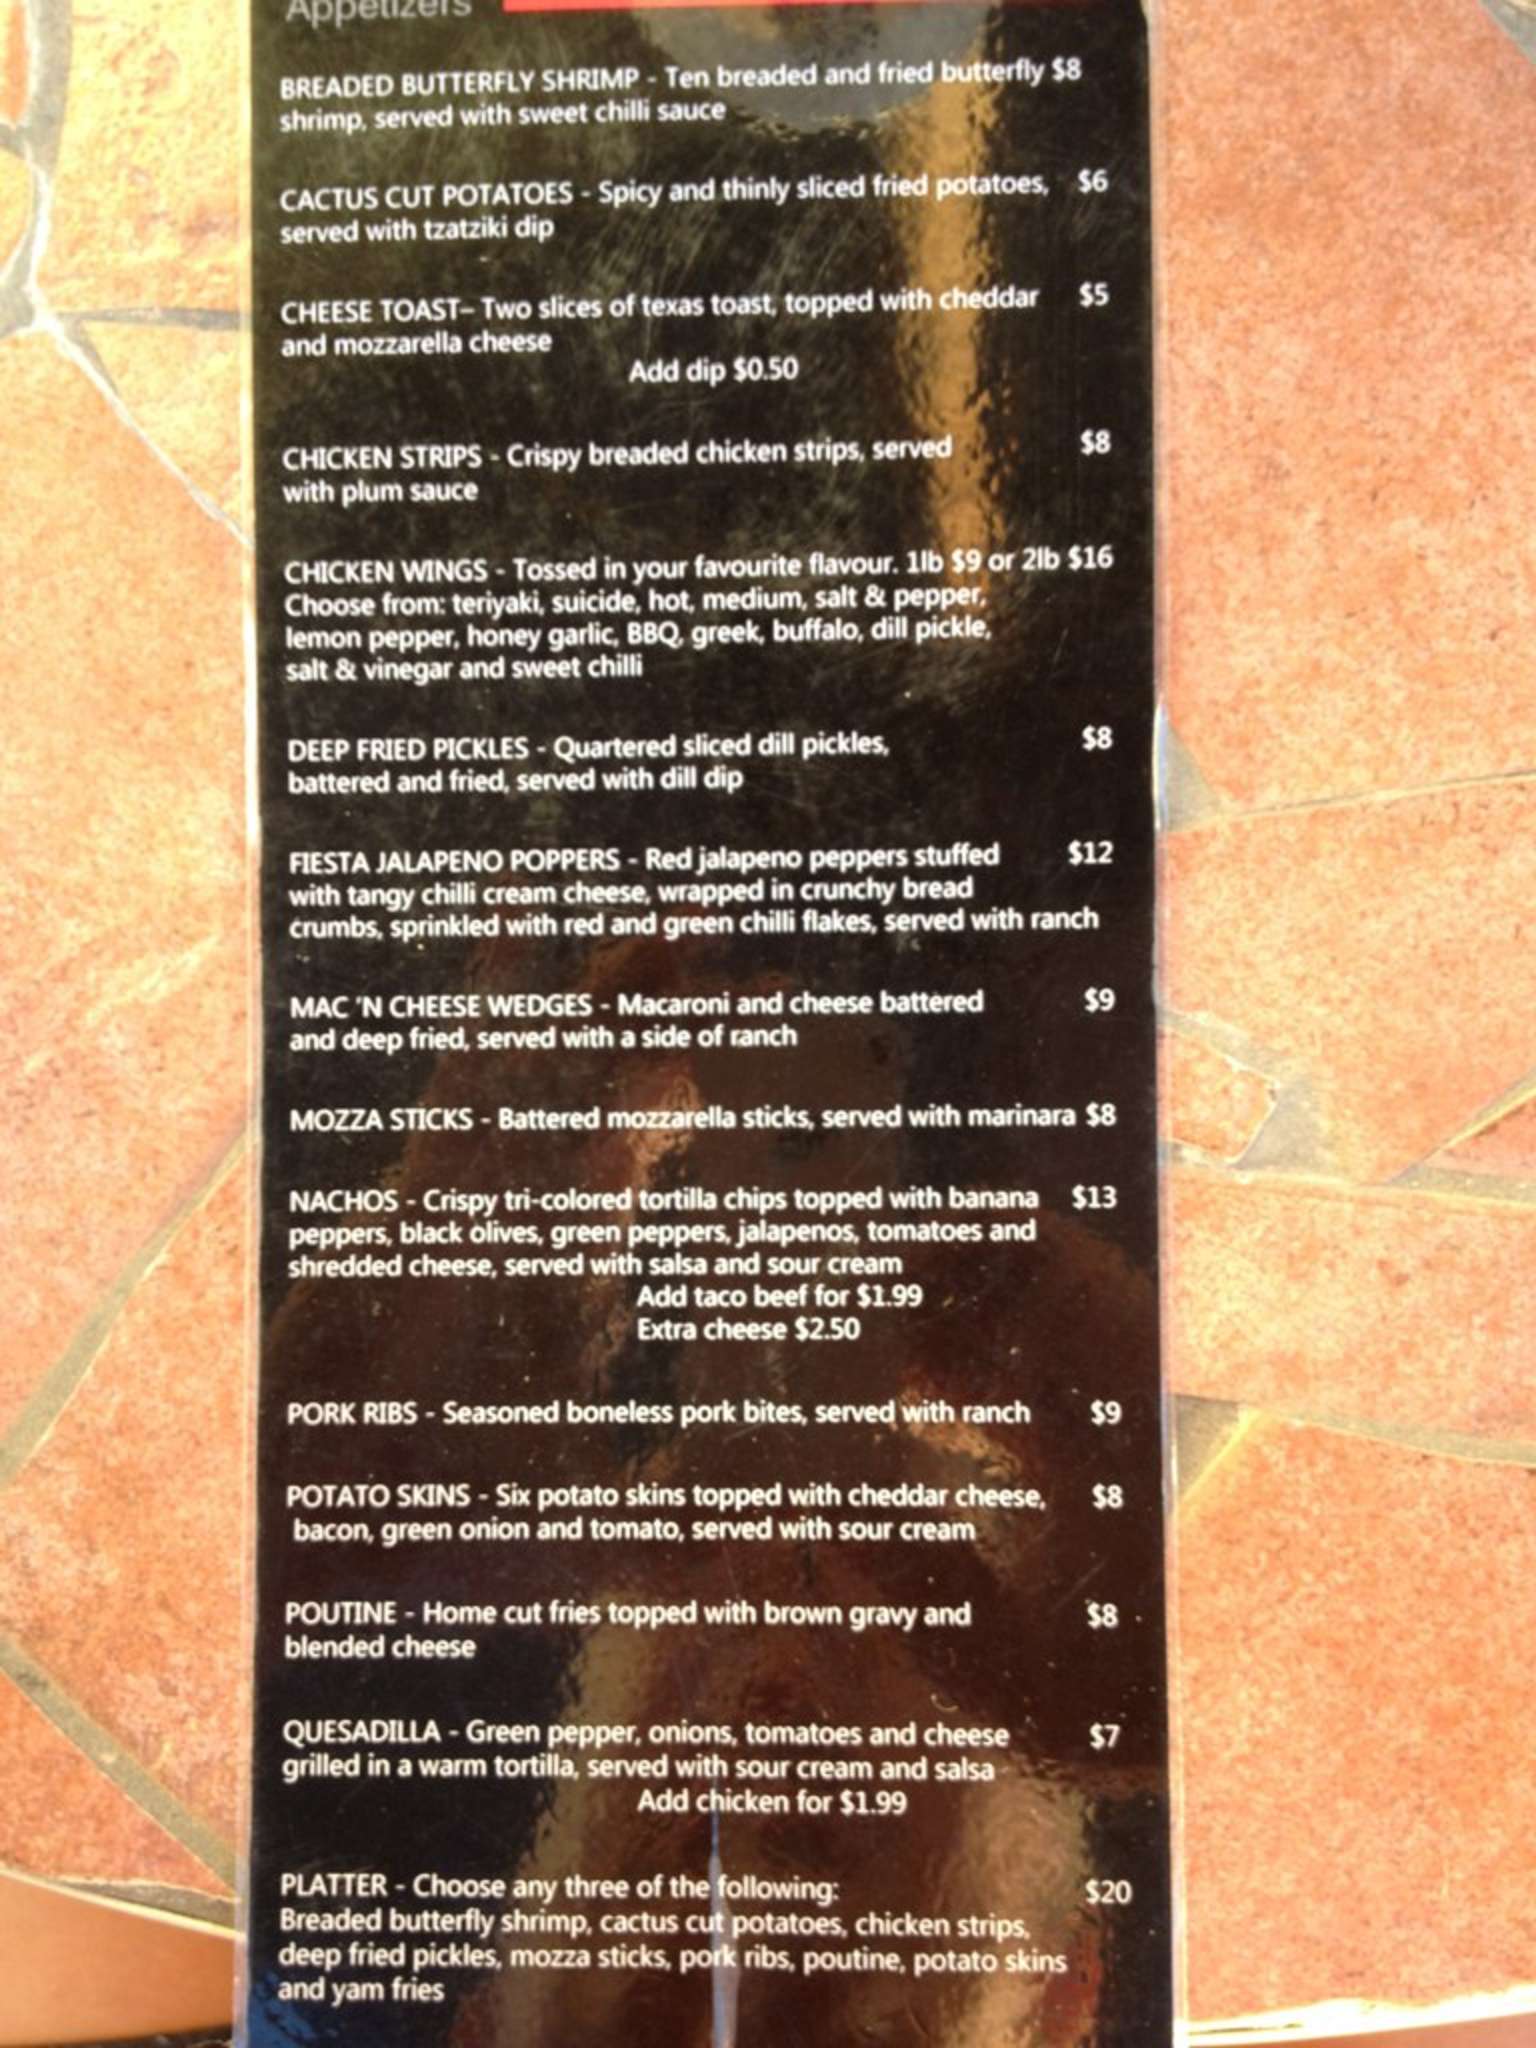 Appetizers
BREADED BUTTERFLY SHRIMP - Ten breaded and fried butterfly $8
shrimp, served with sweet chilli sauce
CACTUS CUT POTATOES - Spicy and thinly sliced fried potatoes, $6
served with tzatziki dip
CHEESE TOAST– Two slices of texas toast, topped with cheddar $5
and mozzarella cheese
Add dip $0.50
CHICKEN STRIPS - Crispy breaded chicken strips, served $8
with plum sauce
CHICKEN WINGS - Tossed in your favourite flavour. 1lb $9 or 2lb $16
Choose from: teriyaki, suicide, hot, medium, salt & pepper,
lemon pepper, honey garlic, BBQ, greek, buffalo, dill pickle,
salt & vinegar and sweet chilli
DEEP FRIED PICKLES - Quartered sliced dill pickles, $8
battered and fried, served with dill dip
FIESTA JALAPENO POPPERS - Red jalapeno peppers stuffed $12
with tangy chilli cream cheese, wrapped in crunchy bread
crumbs, sprinkled with red and green chilli flakes, served with ranch
MAC 'N CHEESE WEDGES - Macaroni and cheese battered $9
and deep fried, served with a side of ranch
MOZZA STICKS - Battered mozzarella sticks, served with marinara $8
NACHOS - Crispy tri-colored tortilla chips topped with banana $13
peppers, black olives, green peppers, jalapenos, tomatoes and
shredded cheese, served with salsa and sour cream
Add taco beef for $1.99
Extra cheese $2.50
PORK RIBS - Seasoned boneless pork bites, served with ranch $9
POTATO SKINS - Six potato skins topped with cheddar cheese, $8
bacon, green onion and tomato, served with sour cream
POUTINE - Home cut fries topped with brown gravy and $8
blended cheese
QUESADILLA - Green pepper, onions, tomatoes and cheese $7
grilled in a warm tortilla, served with sour cream and salsa
Add chicken for $1.99
PLATTER - Choose any three of the following: $20
Breaded butterfly shrimp, cactus cut potatoes, chicken strips,
deep fried pickles, mozza sticks, pork ribs, poutine, potato skins
and yam fries